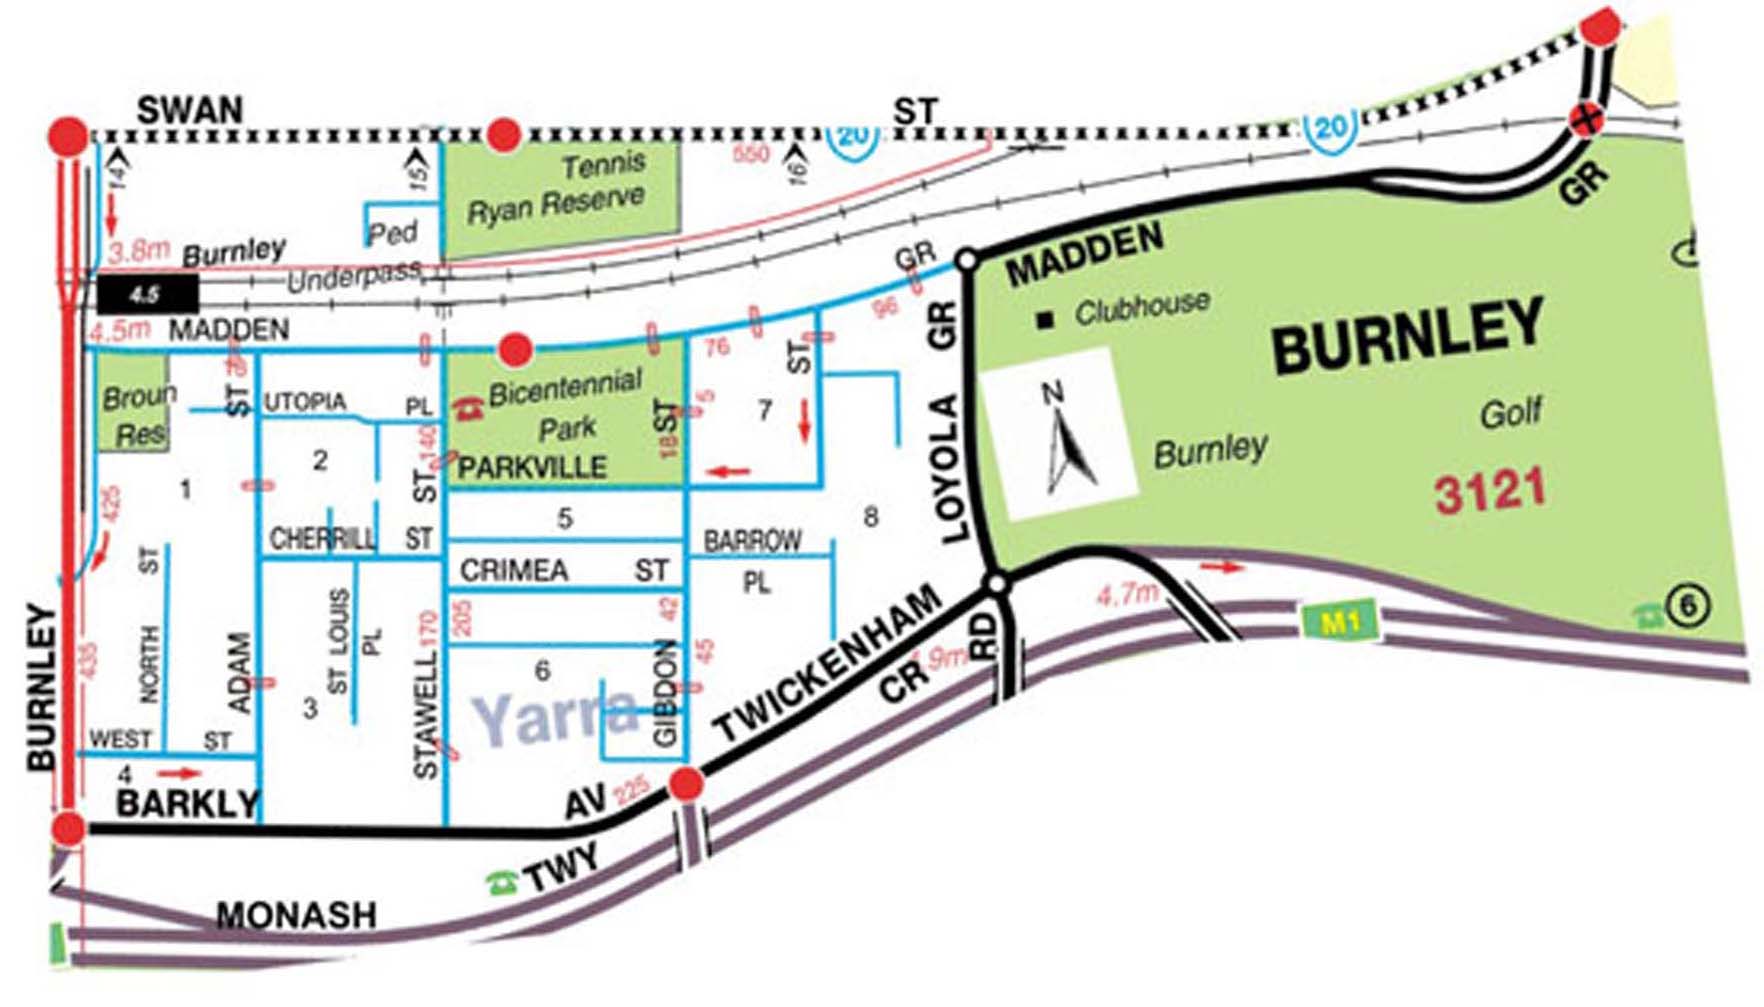 SWAN ST
14
15
550
16
20
20
Tennis
Ryan Reserve
Ped
3.8m Burnley
Underpass
4.5
4.5m MADDEN GR
MADDEN GR
Clubhouse
BURNLEY
Golf
Burnley
3121
N
Broun
Res
UTOPIA PL
Bicentennial
Park
PARKVILLE ST
76
96
5
18
7
ST
140
2
1
425
CHERRILL ST
5
BARROW
PL
8
CRIMEA ST
LOYOLA GR
205
42
45
170
6
Yarra
NORTH ST
ADAM ST
ST LOUIS
PL
3
STAWELL ST
GIBDON
435
BURNLEY
WEST ST
4
BARKLY AV
225
TWICKENHAM
CR
RD
4.7m
M1
6
MONASH TWY